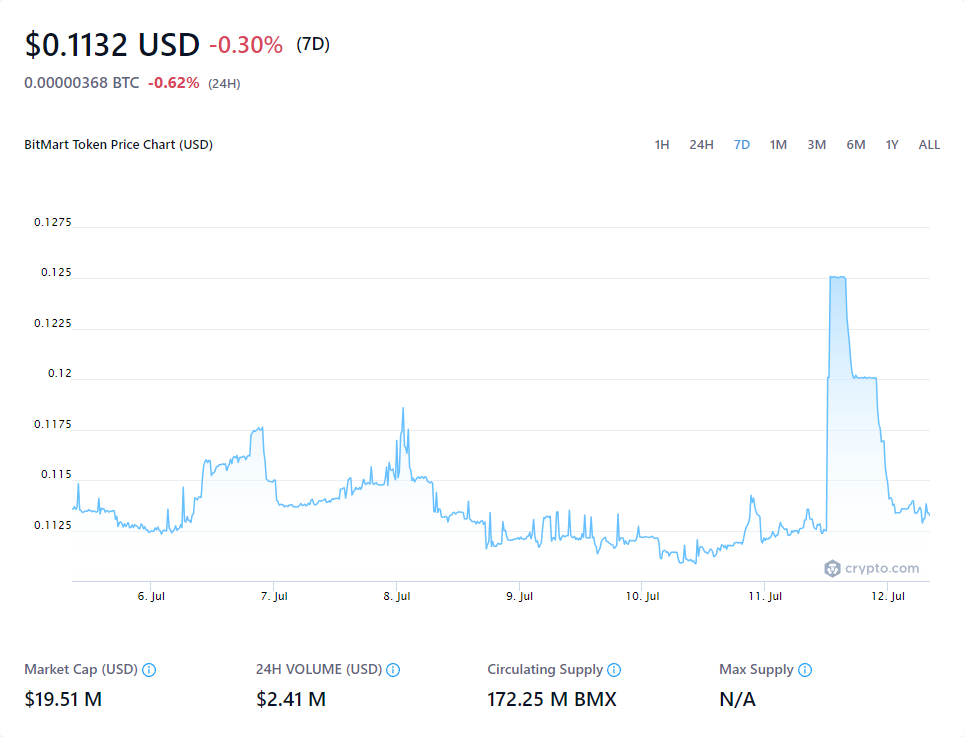 $0.1132 USD -0.30% (7D)
0.00000368 BTC -0.62% (24H)
BitMart Token Price Chart (USD) 1H 24H 7D 1M 3M 6M 1Y ALL
0.1275
0.125
0.1225
0.12
0.1175
0.115
0.1125
crypto.com
6. Jul 7. Jul 8. Jul 9. Jul 10. Jul 11. Jul 12. Jul
Market Cap (USD) 24H VOLUME (USD) Circulating Supply Max Supply
$19.51 M $2.41 M 172.25 M BMX N/A